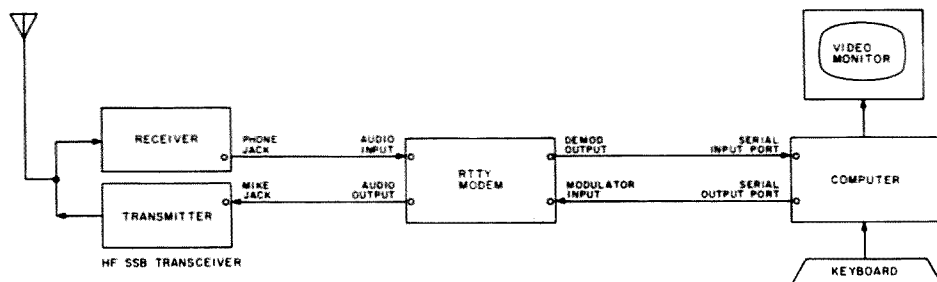 VIDEO
MONITOR
RECEIVER
PHONE
JACK
AUDIO
INPUT
RTTY
MODEM
DEMOD
OUTPUT
SERIAL
INPUT PORT
COMPUTER
TRANSMITTER
MIKE
JACK
AUDIO
OUTPUT
MODULATOR
INPUT
SERIAL
OUTPUT PORT
HF SSB TRANSCEIVER
KEYBOARD